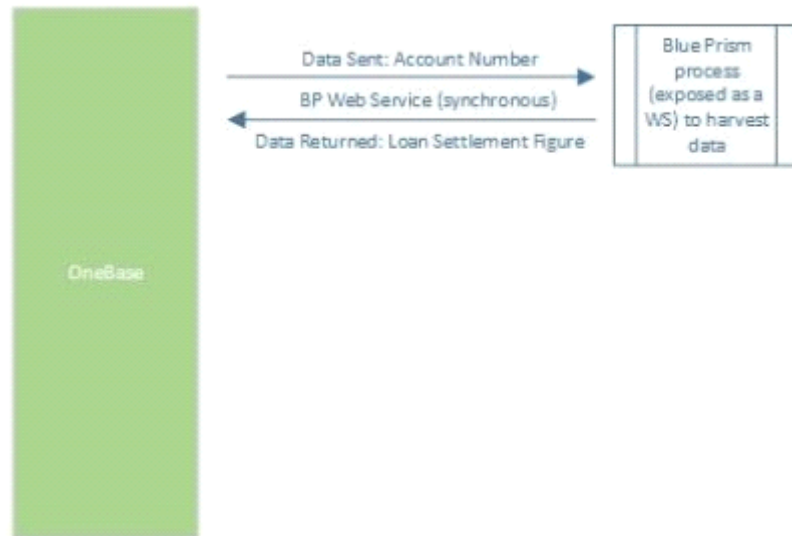 Data Sent: Account Number
BP Web Service (synchronous)
Data Returned: Loan Settlement Figure
Blue Prism
process
(exposed as a
WS) to harvest
data
OneBase